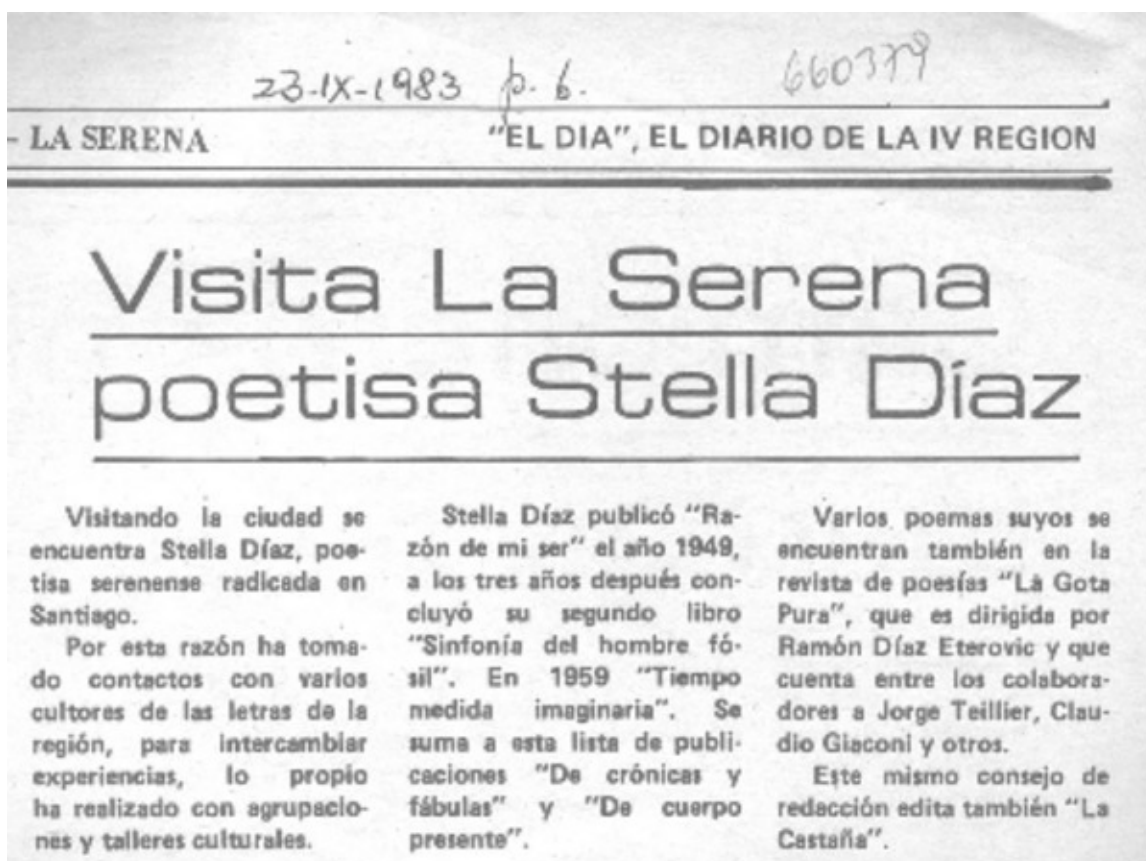 23-IX-1983 p. 6.
660379
- LA SERENA
"EL DIA", EL DIARIO DE LA IV REGION
Visita La Serena
poetisa Stella Díaz
Visitando la ciudad se
encuentra Stella Díaz, poe-
tisa serenense radicada en
Santiago.
Por esta razón ha toma-
do contactos con varios
cultores de las letras de la
región, para intercambiar
experiencias, lo propio
ha realizado con agrupacio-
nes y talleres culturales.
Stella Díaz publicó "Ra-
zón de mi ser" el año 1949,
a los tres años después con-
cluyó su segundo libro
"Sinfonía del hombre fó-
sil". En 1959 "Tiempo
medida imaginaria". Se
suma a esta lista de publi-
caciones "De crónicas y
fábulas" y "De cuerpo
presente".
Varios poemas suyos se
encuentran también en la
revista de poesías "La Gota
Pura", que es dirigida por
Ramón Díaz Eterovic y que
cuenta entre los colabora-
dores a Jorge Teillier, Clau-
dio Giaconi y otros.
Este mismo consejo de
redacción edita también "La
Castaña".